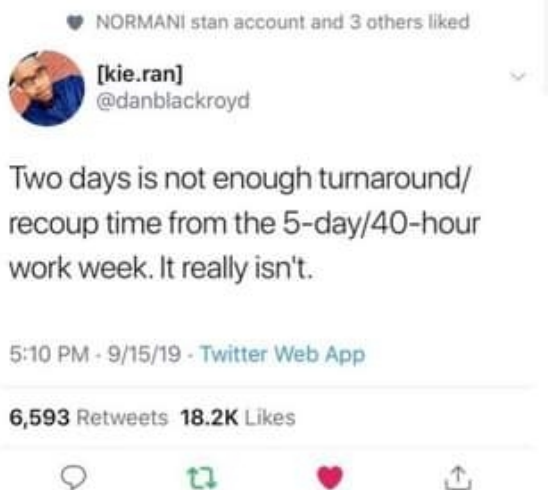 NORMANI stan account and 3 others liked
[kie.ran]
@danblackroyd
Two days is not enough turnaround/
recoup time from the 5-day/40-hour
work week. It really isn't.
5:10 PM · 9/15/19 · Twitter Web App
6,593 Retweets 18.2K Likes